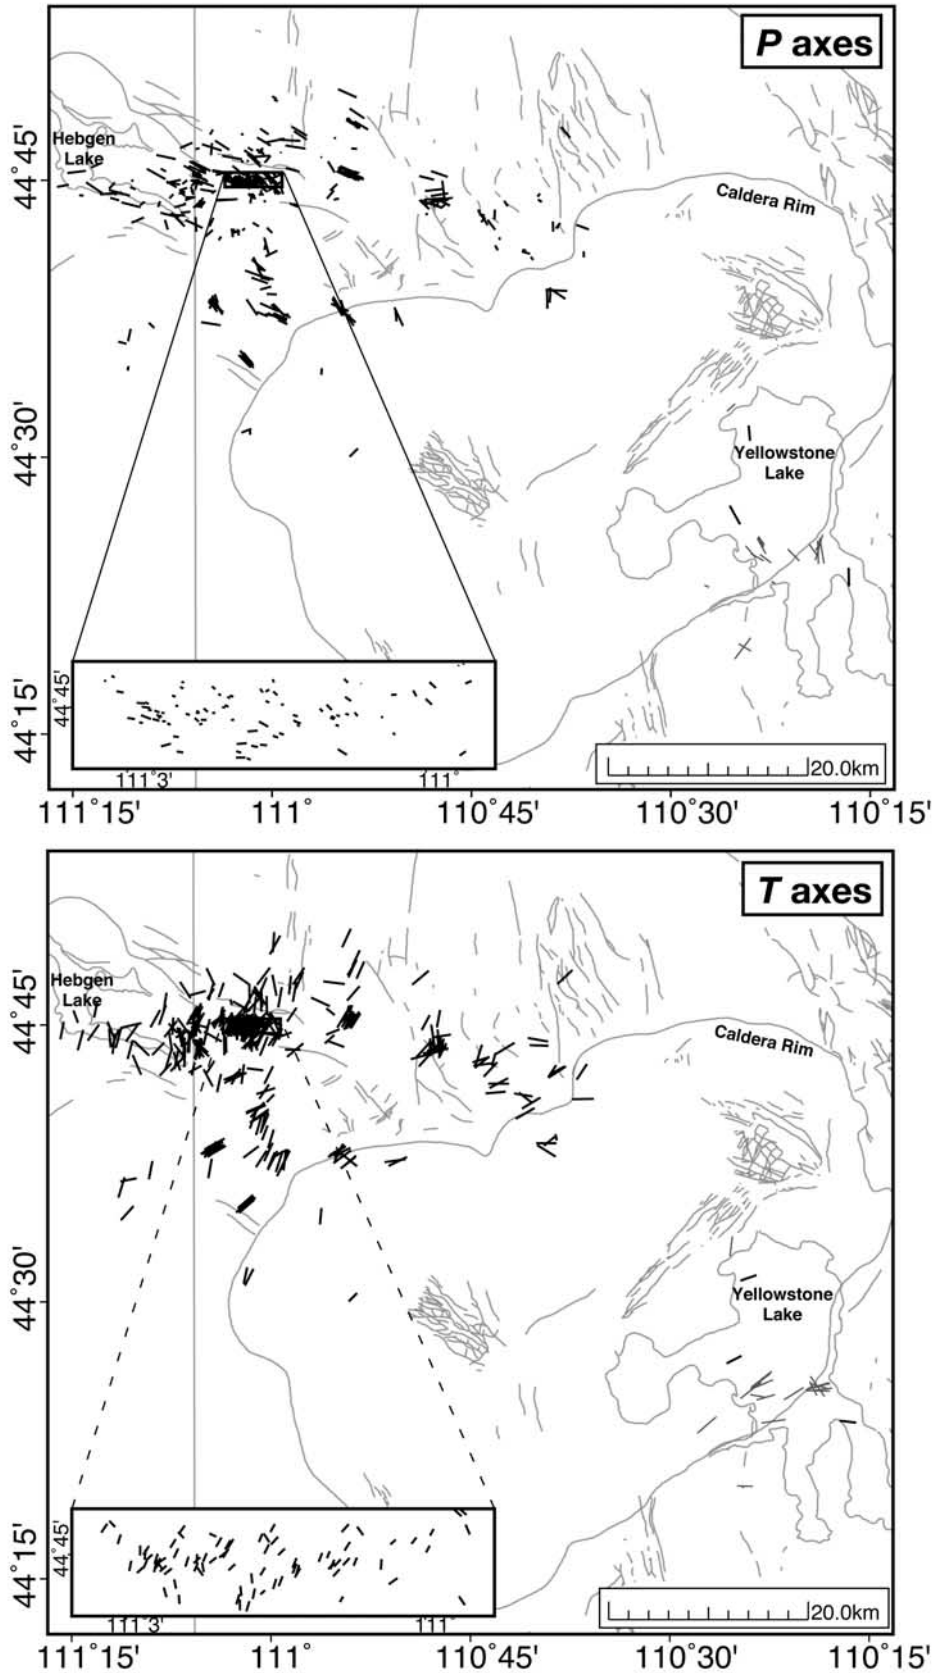 P axes
Hebgen
Lake
Caldera Rim
44°45'
44°30'
Yellowstone
Lake
44°15'
44°45'
111°3'
111°
20.0km
111°15'
111°
110°45'
110°30'
110°15'
T axes
Hebgen
Lake
Caldera Rim
44°45'
44°30'
Yellowstone
Lake
44°15'
44°45'
111°3'
111°
20.0km
111°15'
111°
110°45'
110°30'
110°15'